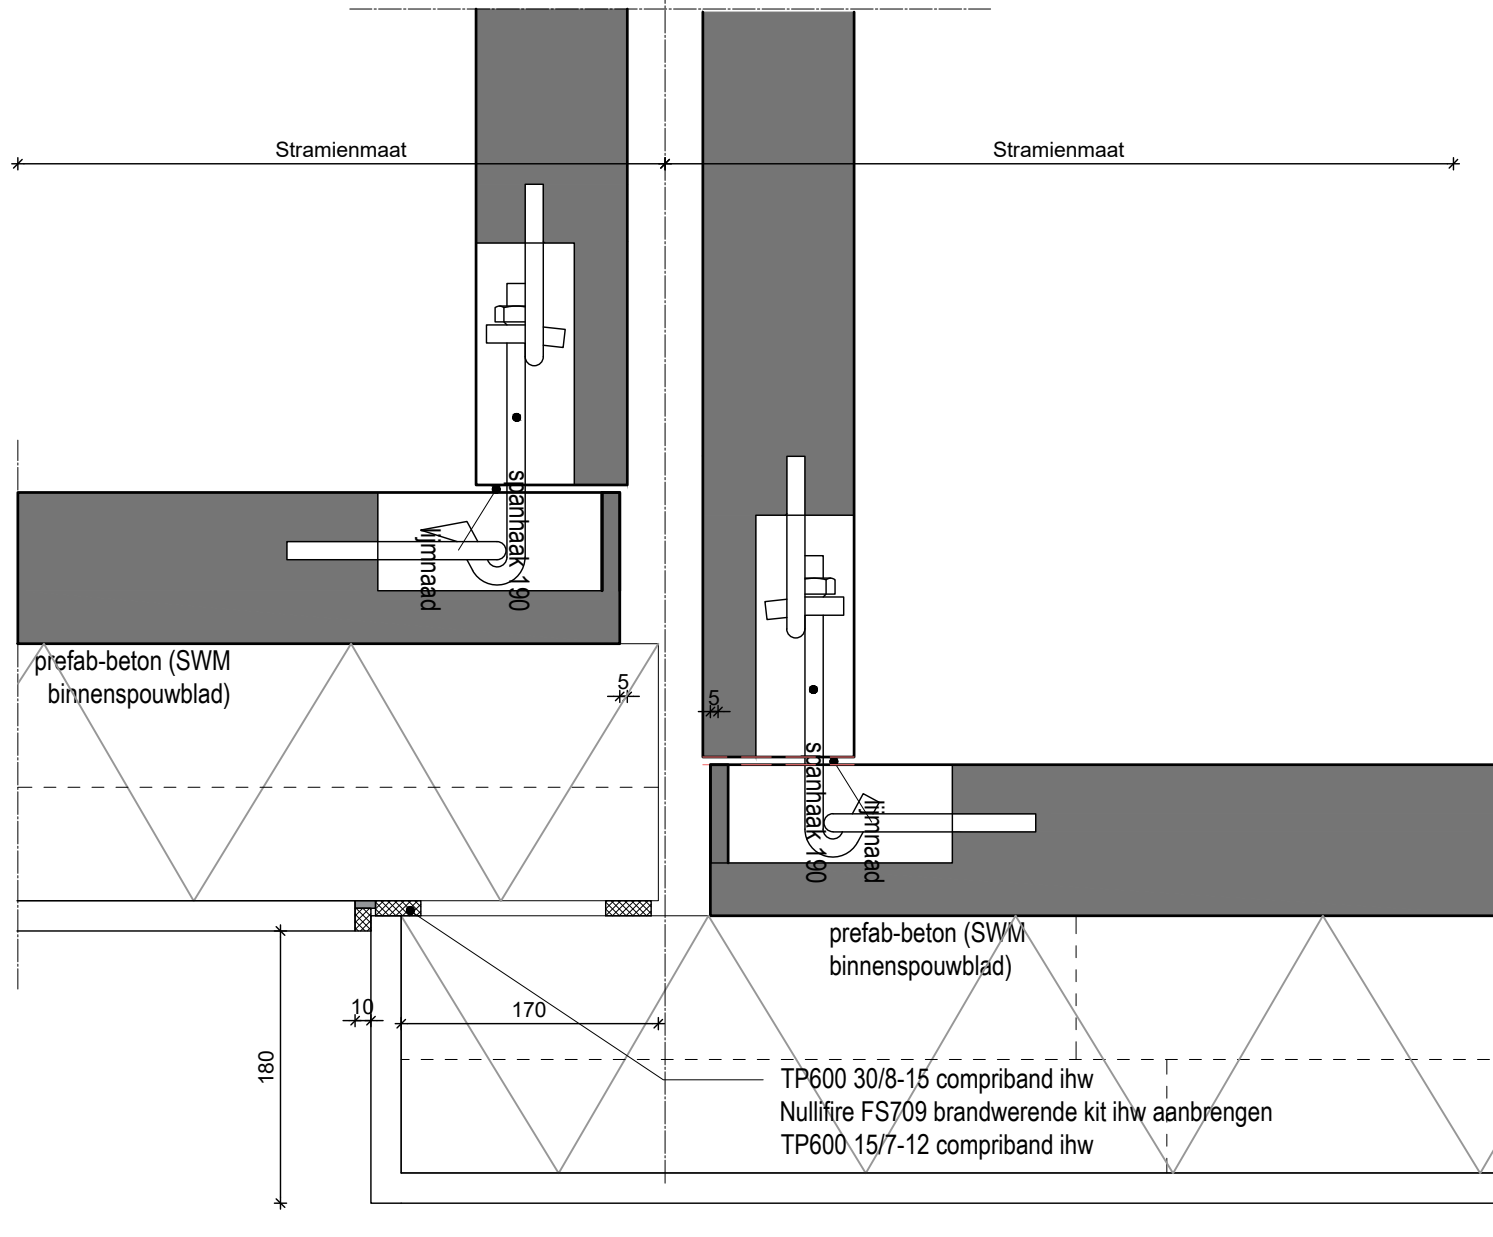 Stramienmaat
Stramienmaat
spanhaak 190
lijmnaad
prefab-beton (SWM
binnenspouwblad)
5
5
spanhaak 190
lijmnaad
prefab-beton (SWM
binnenspouwblad)
10
170
180
TP600 30/8-15 compriband ihw
Nullifire FS709 brandwerende kit ihw aanbrengen
TP600 15/7-12 compriband ihw